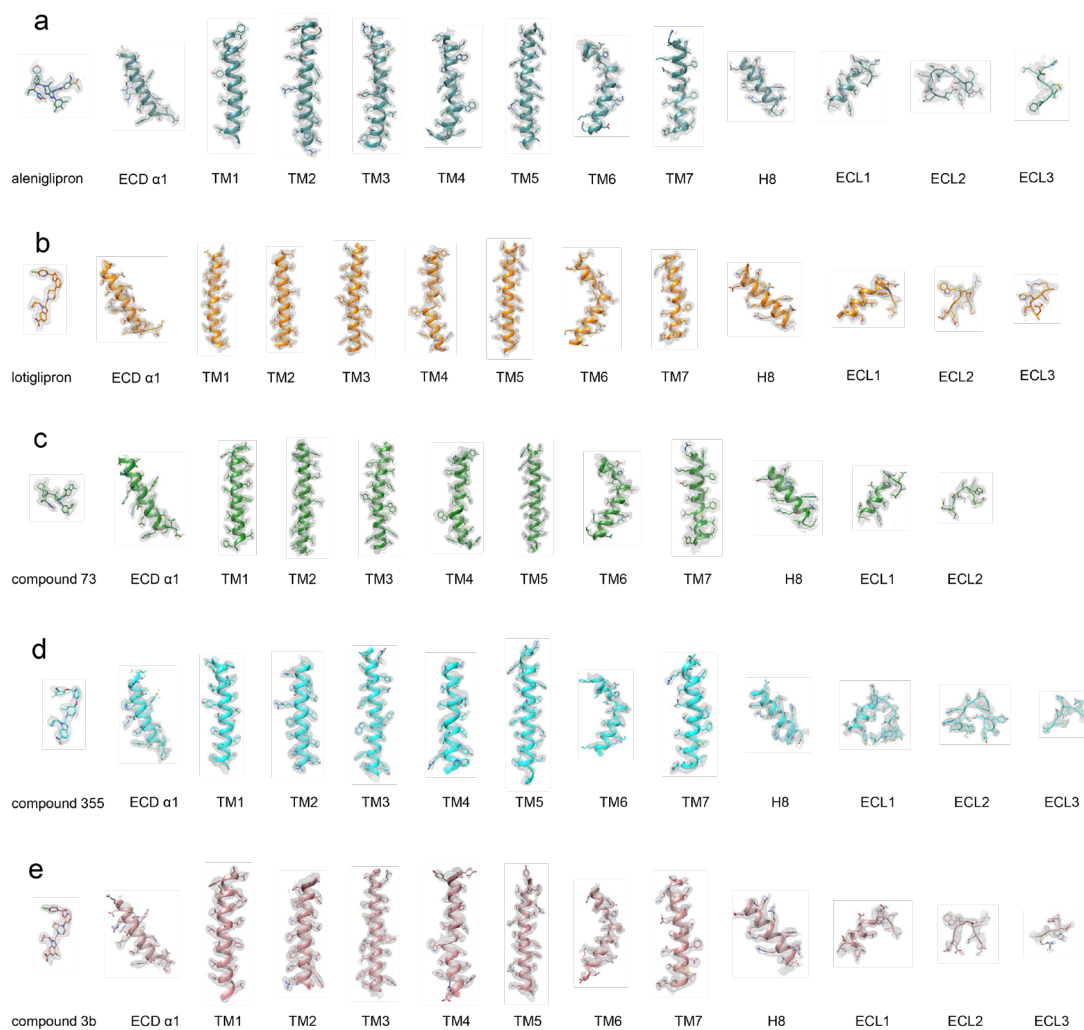 a
aleniglipron ECD α1 TM1 TM2 TM3 TM4 TM5 TM6 TM7 H8 ECL1 ECL2 ECL3
b
lotiglipron ECD α1 TM1 TM2 TM3 TM4 TM5 TM6 TM7 H8 ECL1 ECL2 ECL3
c
compound 73 ECD α1 TM1 TM2 TM3 TM4 TM5 TM6 TM7 H8 ECL1 ECL2
d
compound 355 ECD α1 TM1 TM2 TM3 TM4 TM5 TM6 TM7 H8 ECL1 ECL2 ECL3
e
compound 3b ECD α1 TM1 TM2 TM3 TM4 TM5 TM6 TM7 H8 ECL1 ECL2 ECL3